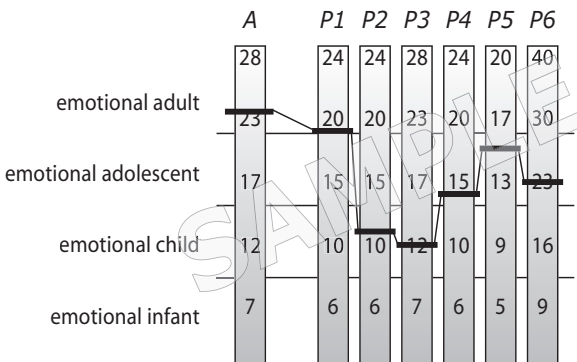 A P1 P2 P3 P4 P5 P6
28 24 24 28 24 20 40
emotional adult
23 20 20 23 20 17 30
emotional adolescent
17 15 15 17 15 13 23
emotional child
12 10 10 12 10 9 16
emotional infant
7 6 6 7 6 5 9
SAMPLE